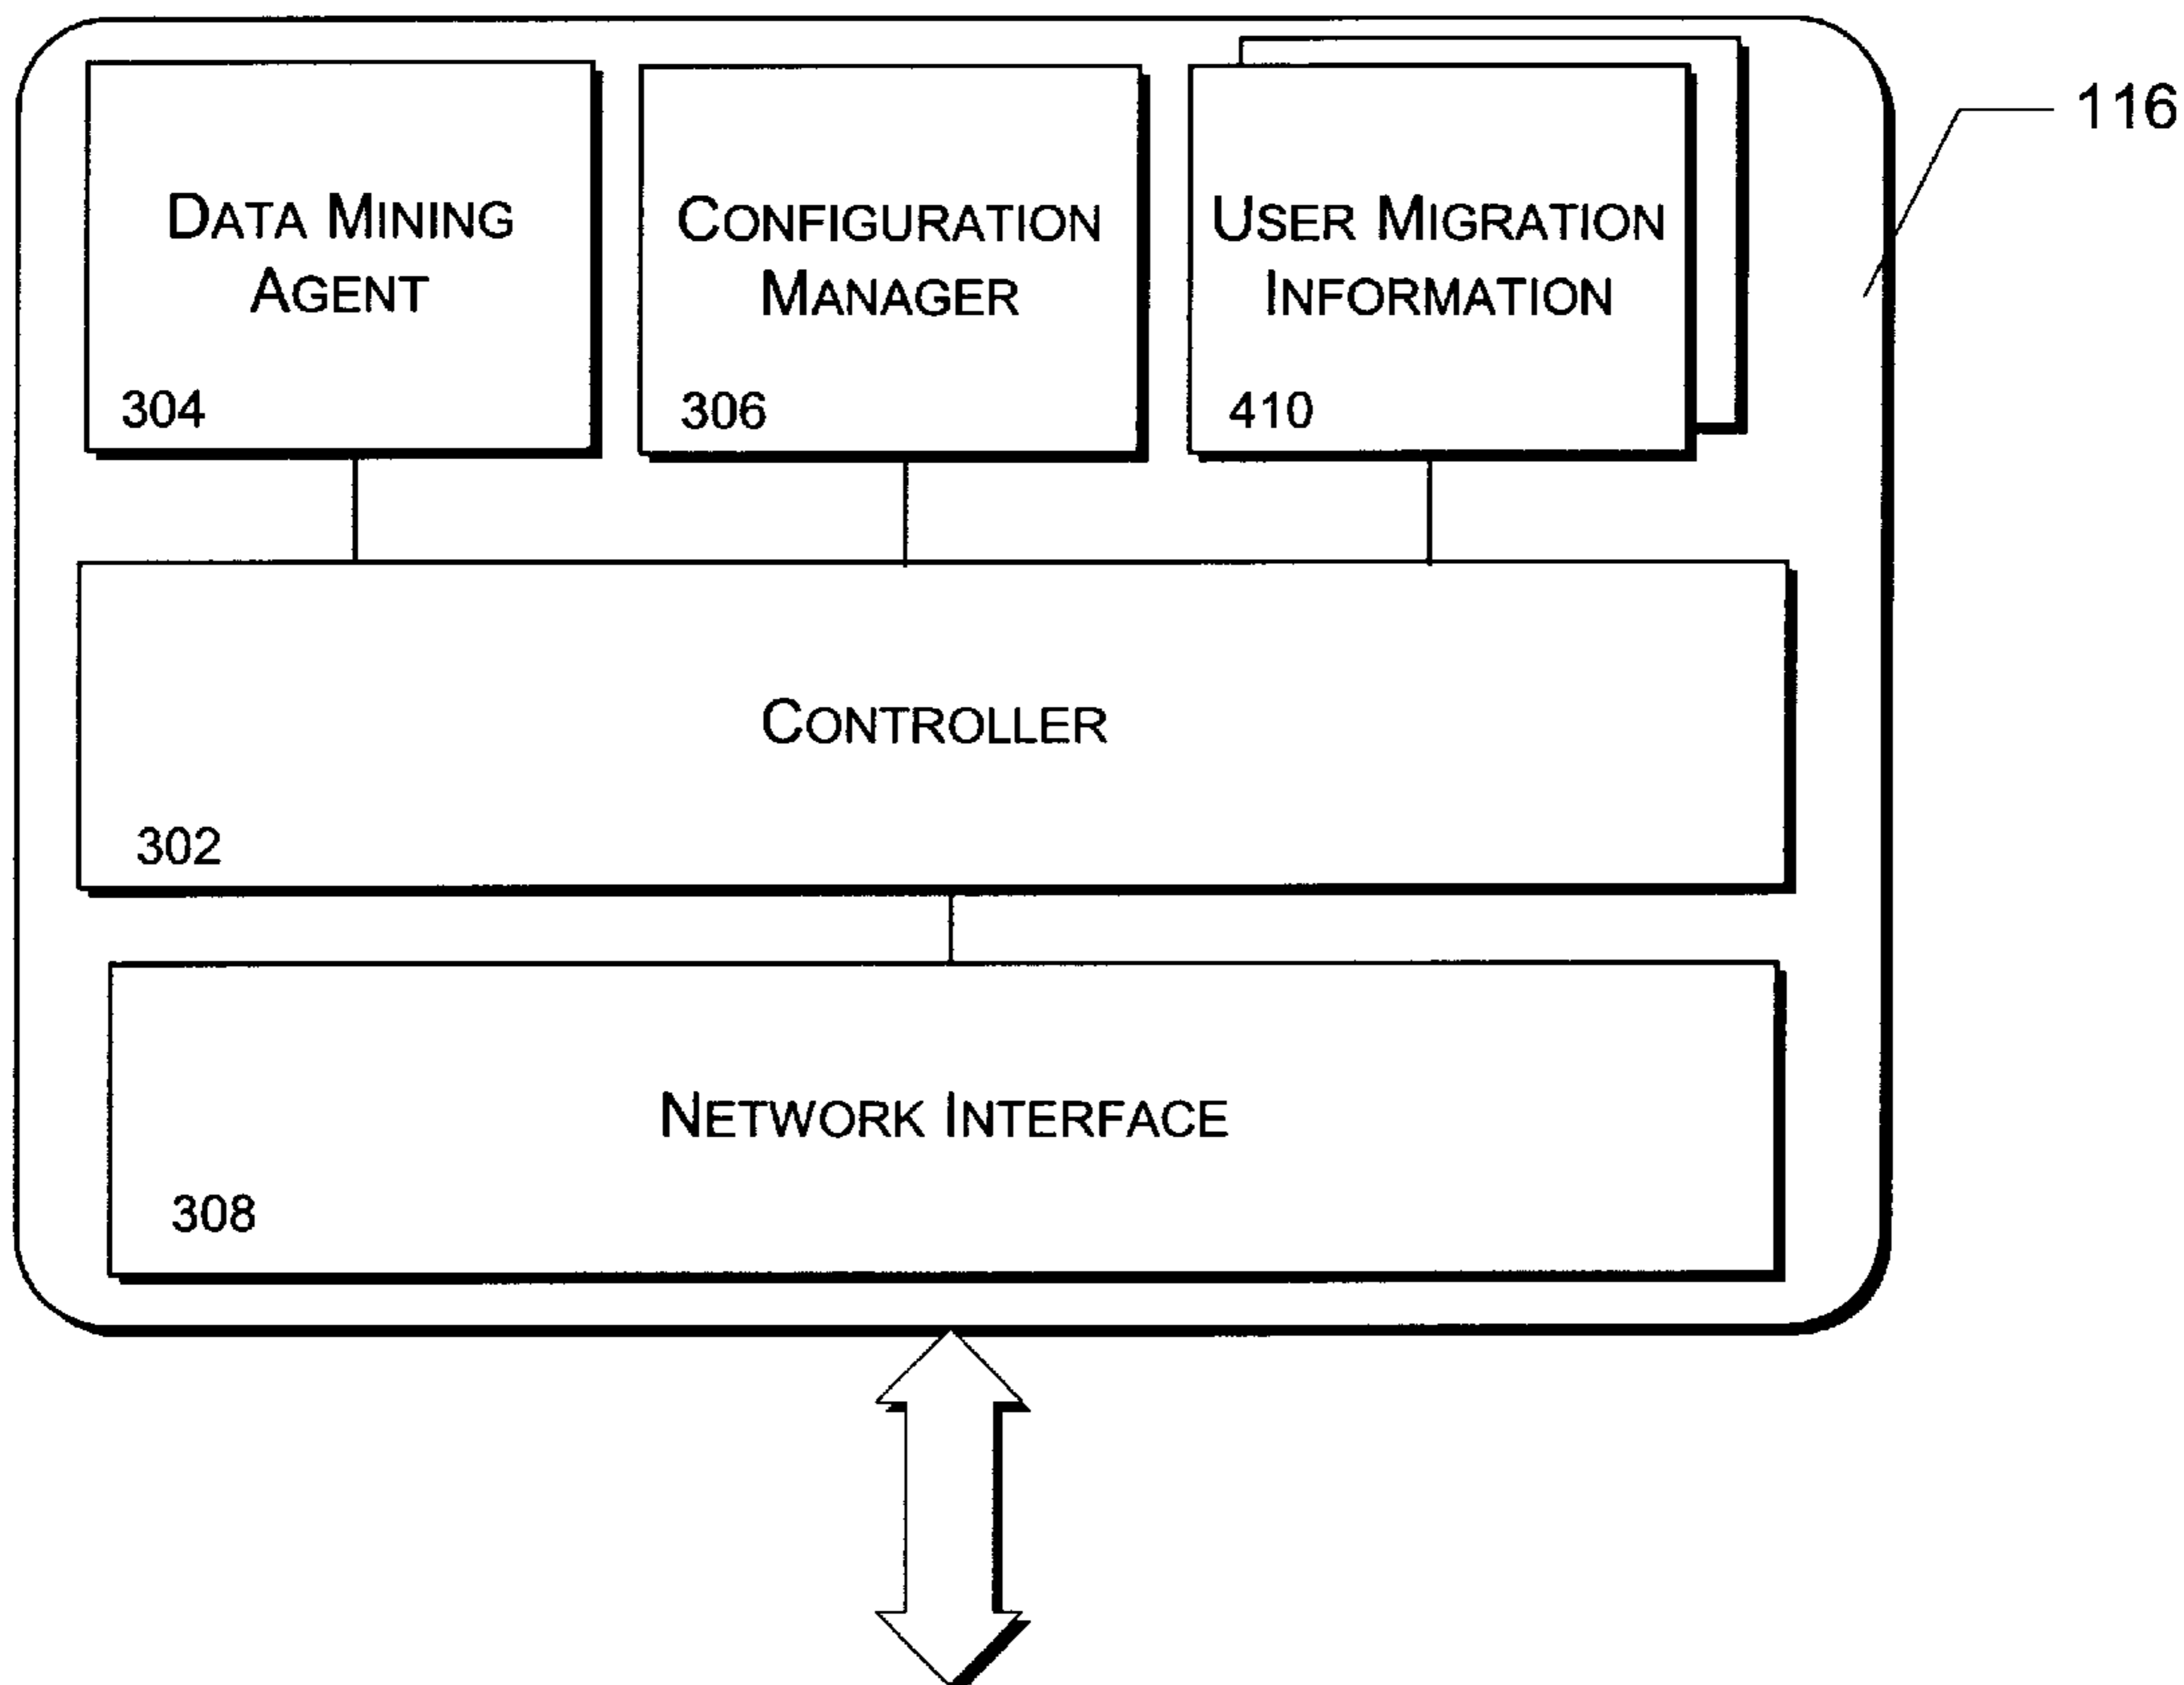 116
DATA MINING
AGENT
304
CONFIGURATION
MANAGER
306
USER MIGRATION
INFORMATION
410
CONTROLLER
302
NETWORK INTERFACE
308